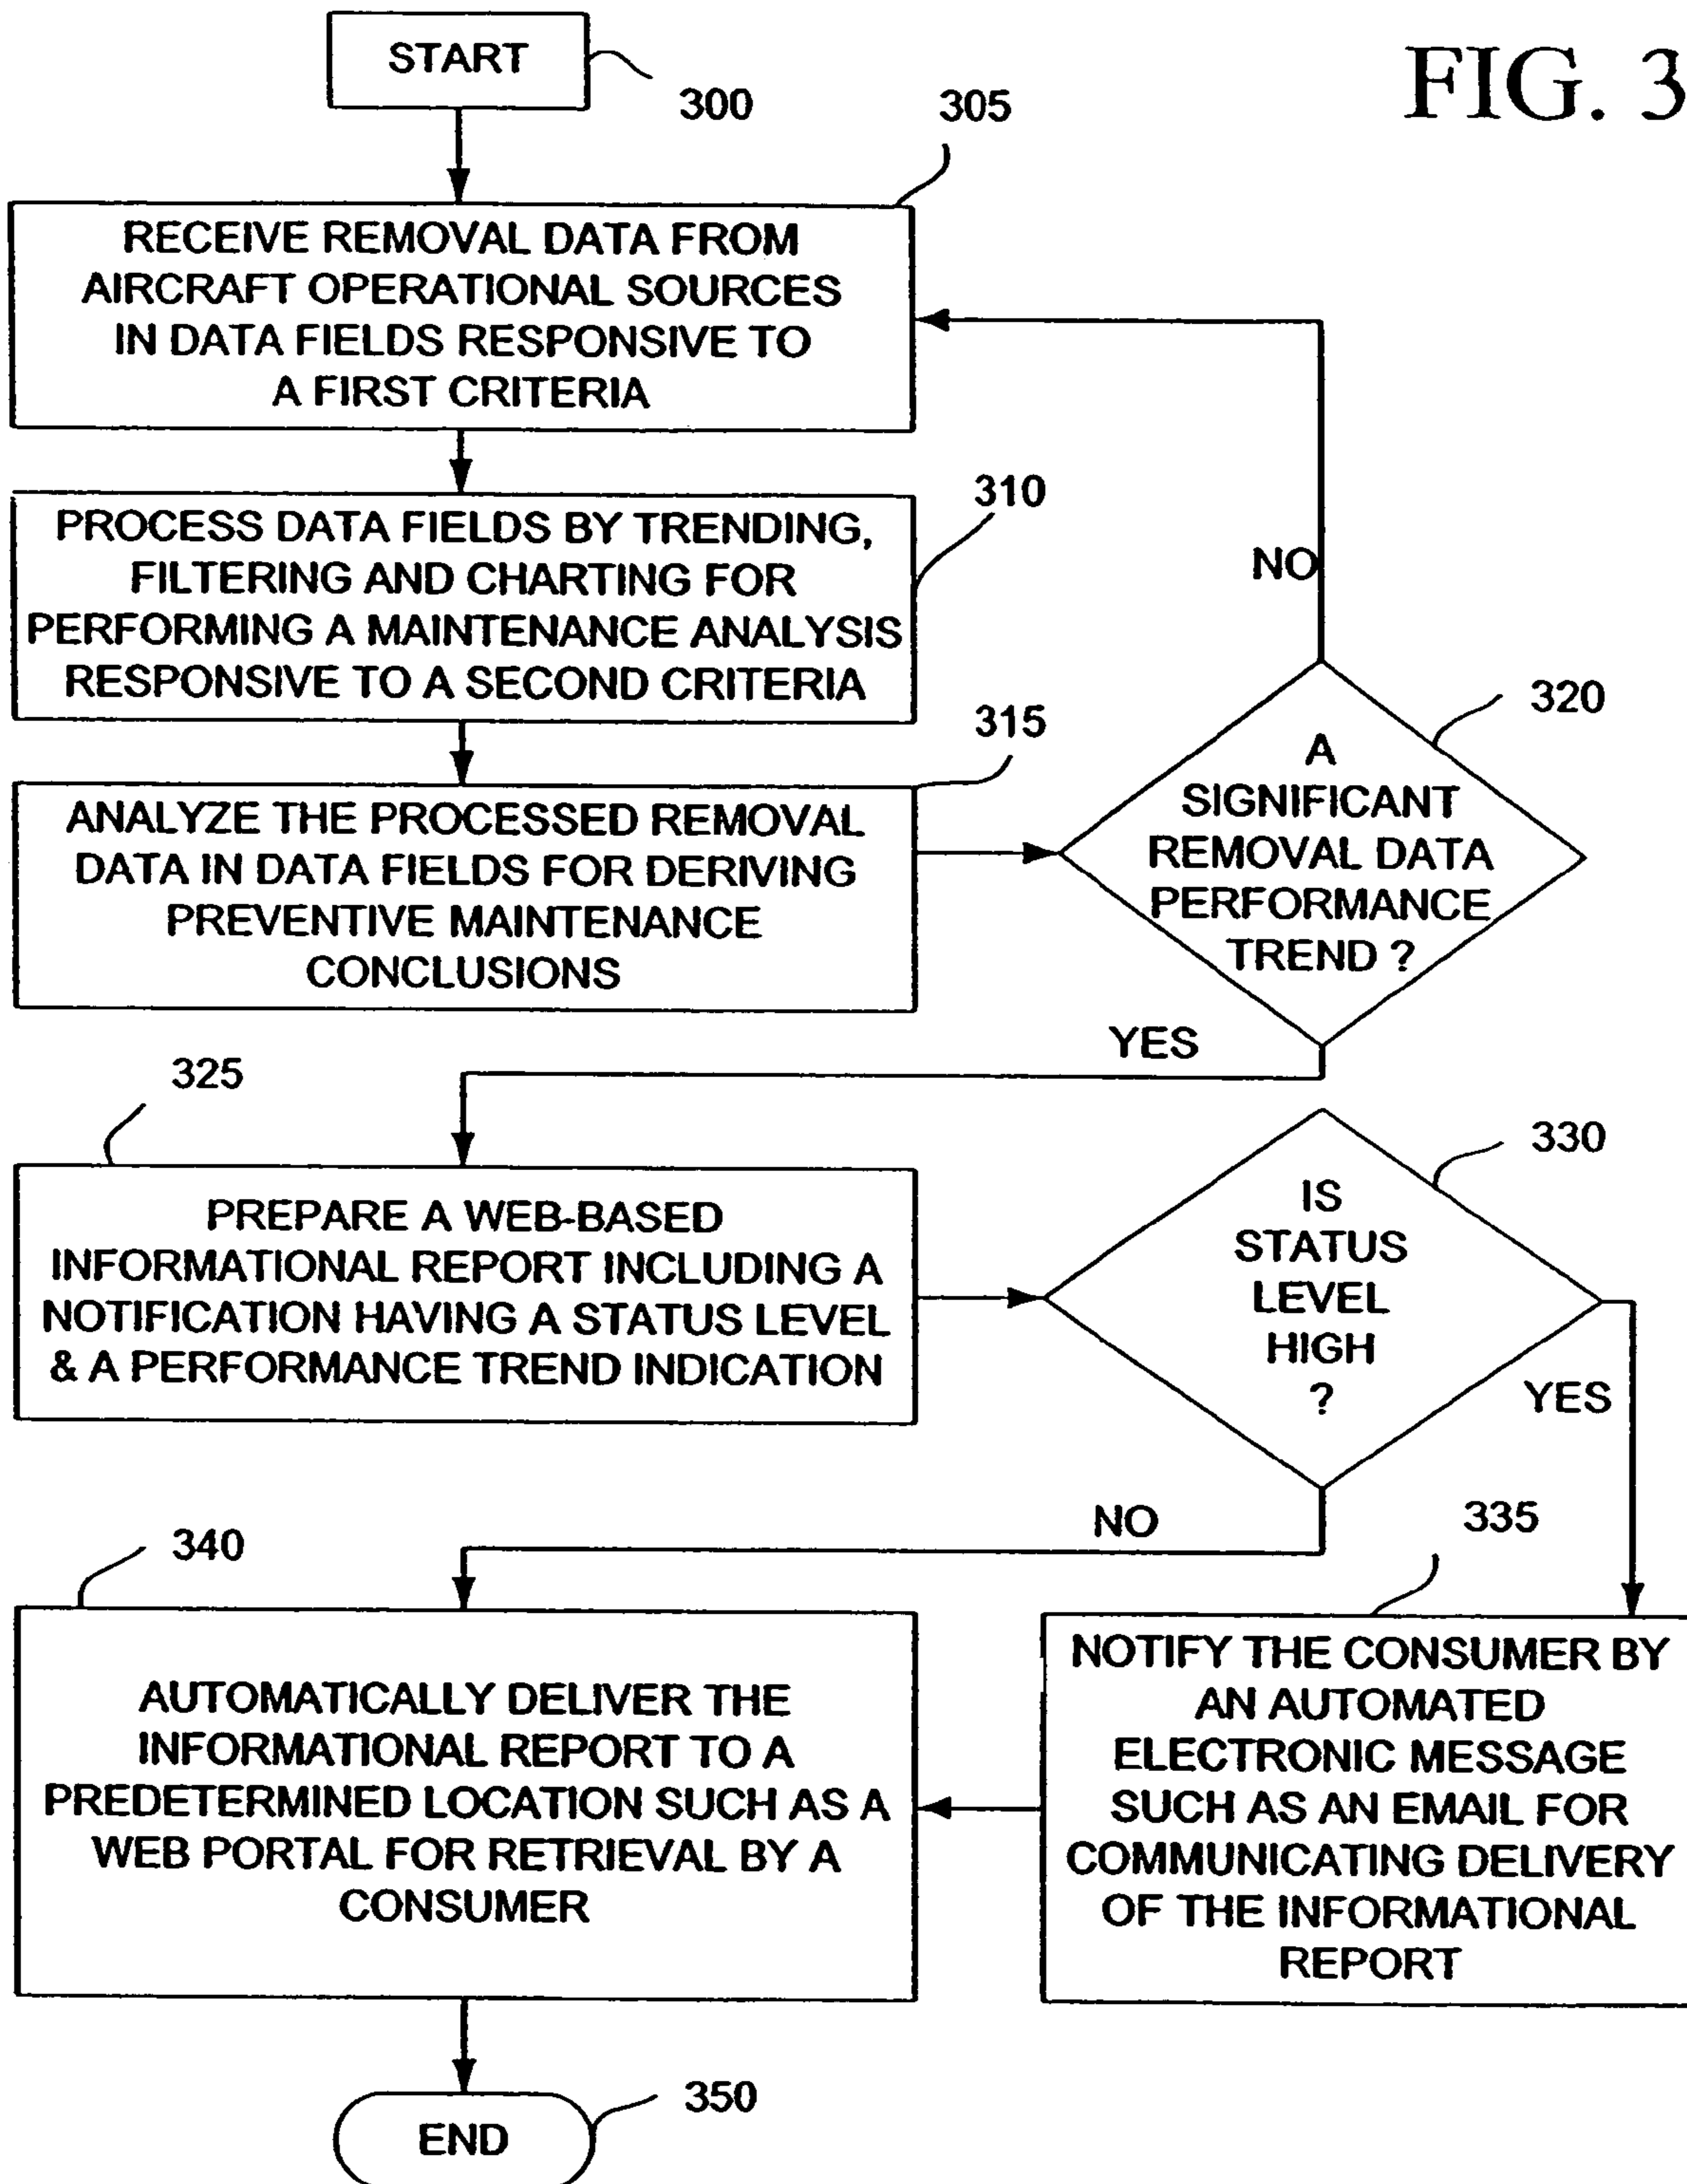 FIG. 3
START
300
305
RECEIVE REMOVAL DATA FROM
AIRCRAFT OPERATIONAL SOURCES
IN DATA FIELDS RESPONSIVE TO
A FIRST CRITERIA
310
PROCESS DATA FIELDS BY TRENDING,
FILTERING AND CHARTING FOR
PERFORMING A MAINTENANCE ANALYSIS
RESPONSIVE TO A SECOND CRITERIA
NO
315
ANALYZE THE PROCESSED REMOVAL
DATA IN DATA FIELDS FOR DERIVING
PREVENTIVE MAINTENANCE
CONCLUSIONS
320
A
SIGNIFICANT
REMOVAL DATA
PERFORMANCE
TREND ?
YES
325
PREPARE A WEB-BASED
INFORMATIONAL REPORT INCLUDING A
NOTIFICATION HAVING A STATUS LEVEL
& A PERFORMANCE TREND INDICATION
330
IS
STATUS
LEVEL
HIGH
?
YES
NO
335
NOTIFY THE CONSUMER BY
AN AUTOMATED
ELECTRONIC MESSAGE
SUCH AS AN EMAIL FOR
COMMUNICATING DELIVERY
OF THE INFORMATIONAL
REPORT
340
AUTOMATICALLY DELIVER THE
INFORMATIONAL REPORT TO A
PREDETERMINED LOCATION SUCH AS A
WEB PORTAL FOR RETRIEVAL BY A
CONSUMER
350
END